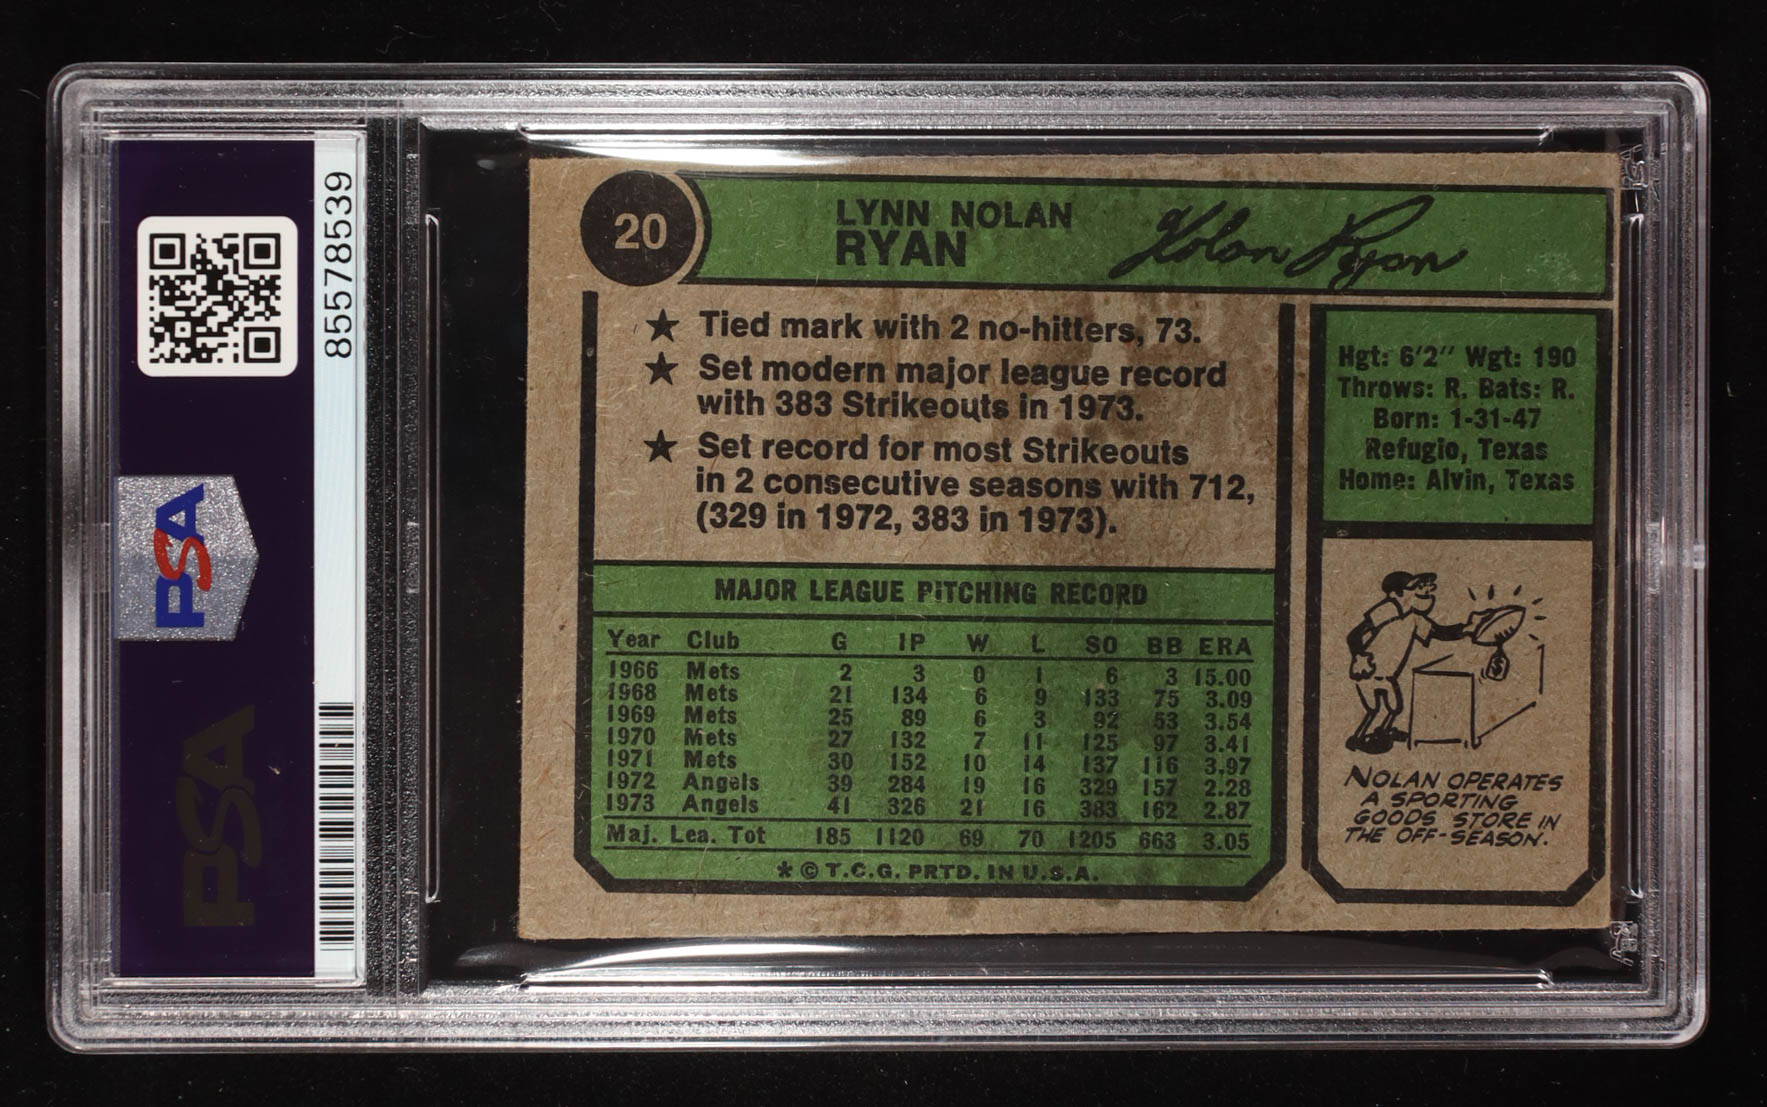 85578539
PSA
PSA
20
LYNN NOLAN
RYAN
Nolan Ryan
★ Tied mark with 2 no-hitters, 73.
★ Set modern major league record
with 383 Strikeouts in 1973.
★ Set record for most Strikeouts
in 2 consecutive seasons with 712,
(329 in 1972, 383 in 1973).
Hgt: 6'2" Wgt: 190
Throws: R. Bats: R.
Born: 1-31-47
Refugio, Texas
Home: Alvin, Texas
MAJOR LEAGUE PITCHING RECORD
Year Club G IP W L SO BB ERA
1966 Mets 2 3 0 1 6 3 15.00
1968 Mets 21 134 6 9 133 75 3.09
1969 Mets 25 89 6 3 92 53 3.54
1970 Mets 27 132 7 11 125 97 3.41
1971 Mets 30 152 10 14 137 116 3.97
1972 Angels 39 284 19 16 329 157 2.28
1973 Angels 41 326 21 16 383 162 2.87
Maj. Lea. Tot 185 1120 69 70 1205 663 3.05
* © T.C.G. PRTD. IN U.S.A.
$
NOLAN OPERATES
A SPORTING
GOODS STORE IN
THE OFF-SEASON.